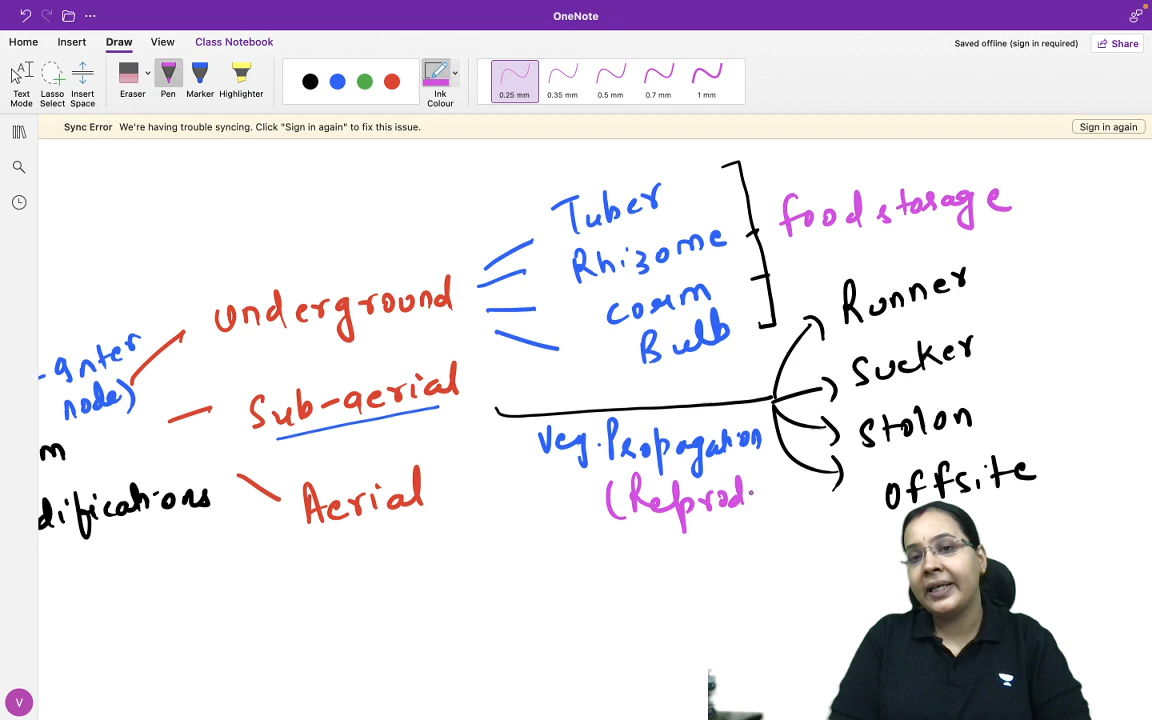 OneNote
Home Insert Draw View Class Notebook
Saved offline (sign in required)
Share
Text Mode
Lasso Select
Insert Space
Eraser
Pen
Marker
Highlighter
Ink Colour
0.25 mm
0.35 mm
0.5 mm
0.7 mm
1 mm
Sync Error We're having trouble syncing. Click "Sign in again" to fix this issue.
Sign in again
Tuber
Rhizome
corm
Bulb
food storage
underground
-Inter
node)
Sub-aerial
m
difications
Aerial
Veg. Propagation
(Reprod.
Runner
Sucker
Stolon
offsite
V